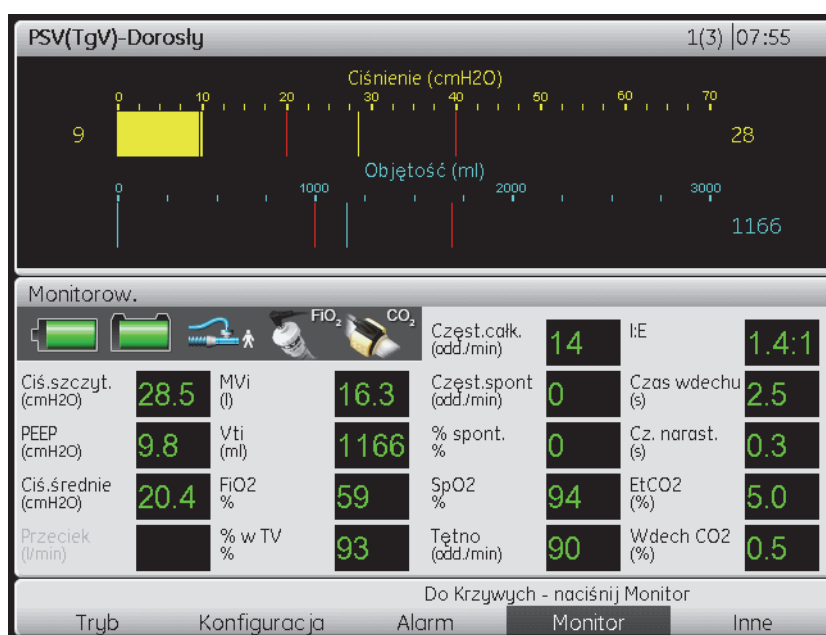 PSV(TgV)-Dorosły 1(3) 07:55
Ciśnienie (cmH2O)
0 10 20 30 40 50 60 70
9 28
Objętość (ml)
0 1000 2000 3000
1166
Monitorow.
FiO2 CO2
Częst.całk. (odd./min) 14 I:E 1.4:1
Ciś.szczyt. (cmH2O) 28.5 MVi (l) 16.3 Częst.spont (odd./min) 0 Czas wdechu (s) 2.5
PEEP (cmH2O) 9.8 Vti (ml) 1166 % spont. % 0 Cz. narast. (s) 0.3
Ciś.średnie (cmH2O) 20.4 FiO2 % 59 SpO2 % 94 EtCO2 (%) 5.0
Przeciek (l/min) % w TV % 93 Tętno (odd./min) 90 Wdech CO2 (%) 0.5
Do Krzywych - naciśnij Monitor
Tryb Konfiguracja Alarm Monitor Inne